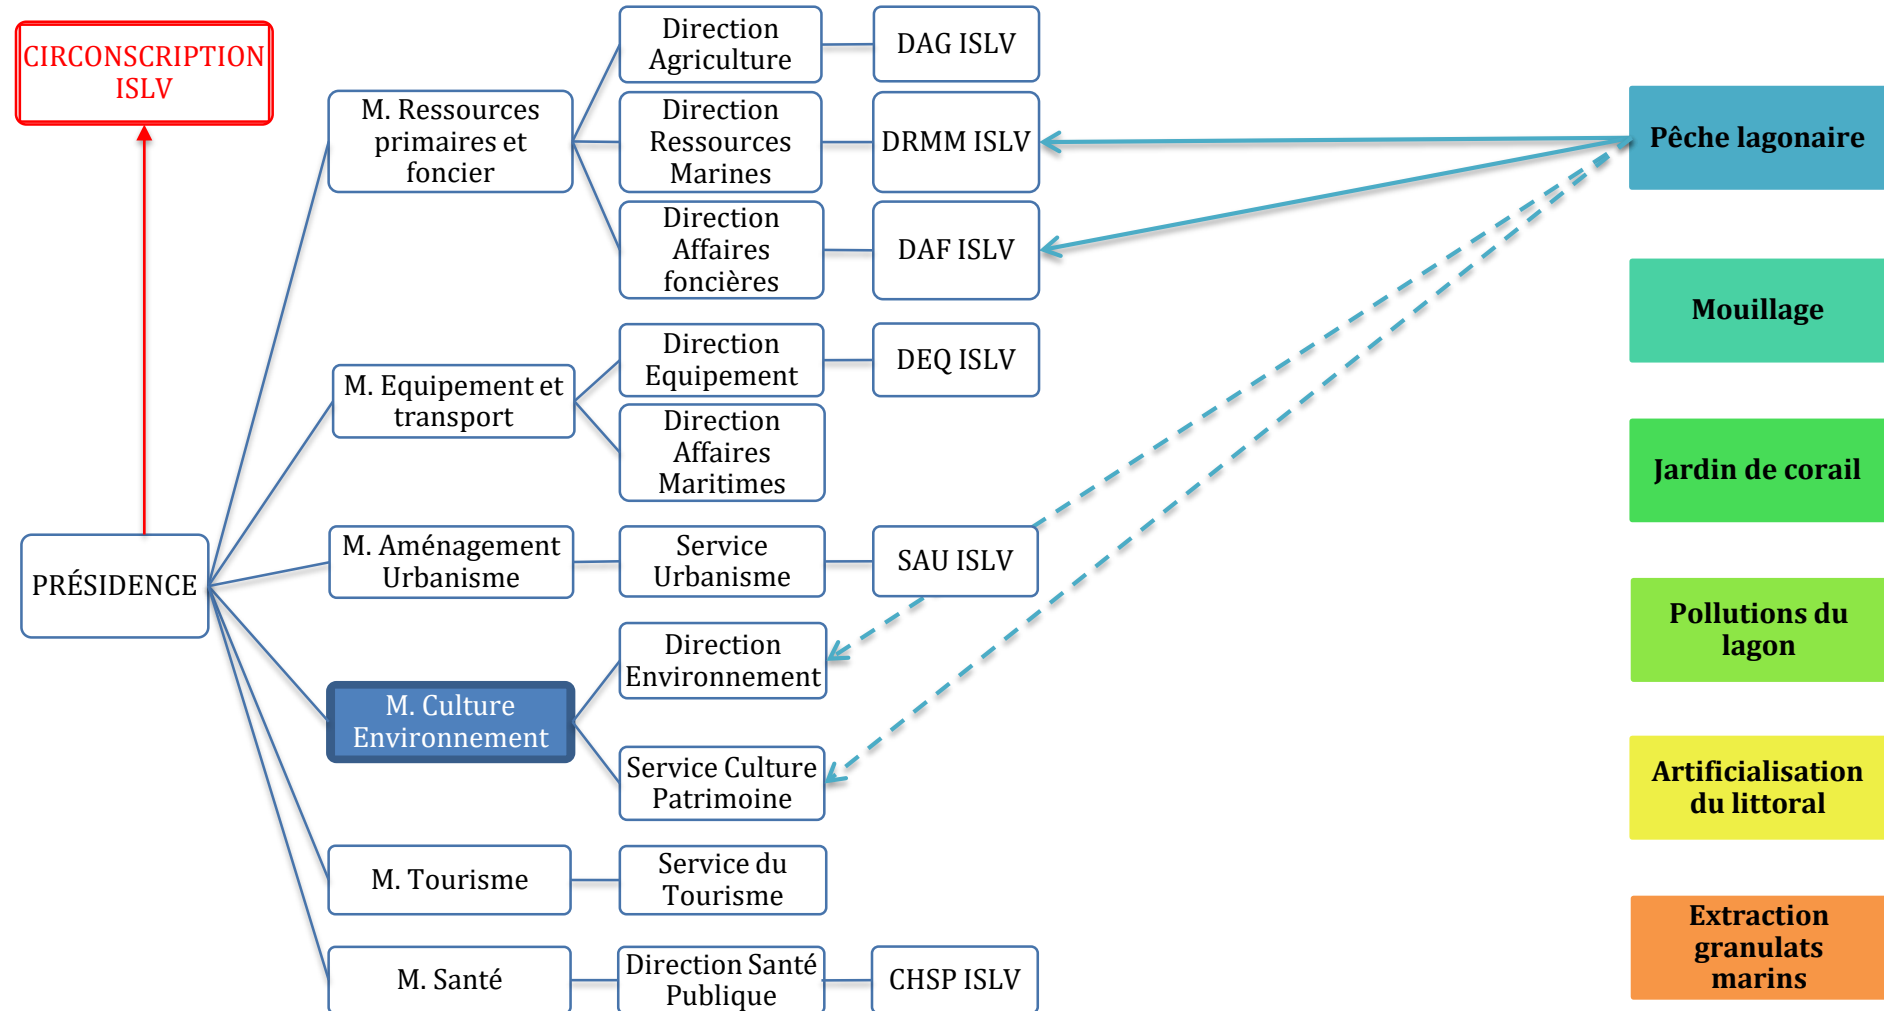 CIRCONSCRIPTION
ISLV
PRÉSIDENCE
M. Ressources
primaires et
foncier
Direction
Agriculture
DAG ISLV
Direction
Ressources
Marines
DRMM ISLV
Direction
Affaires
foncières
DAF ISLV
M. Equipement et
transport
Direction
Equipement
DEQ ISLV
Direction
Affaires
Maritimes
M. Aménagement
Urbanisme
Service
Urbanisme
SAU ISLV
M. Culture
Environnement
Direction
Environnement
Service Culture
Patrimoine
M. Tourisme
Service du
Tourisme
M. Santé
Direction Santé
Publique
CHSP ISLV
Pêche lagonaire
Mouillage
Jardin de corail
Pollutions du
lagon
Artificialisation
du littoral
Extraction
granulats
marins